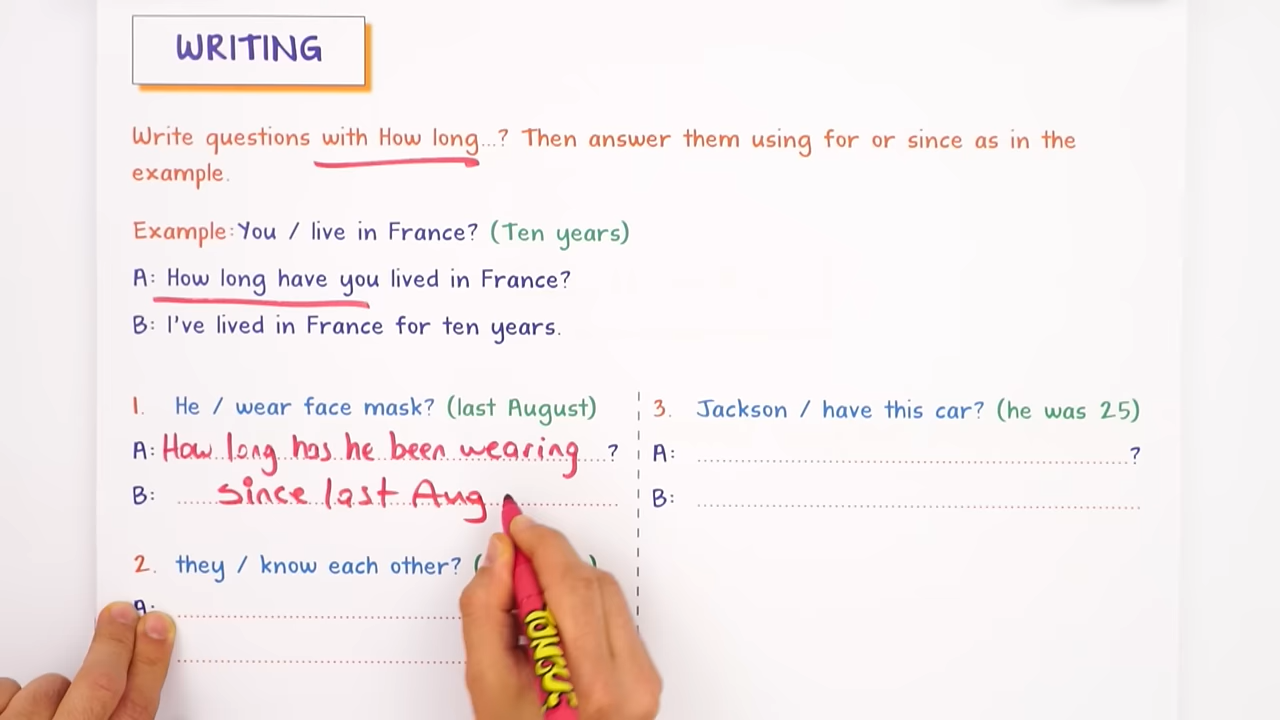 WRITING
Write questions with How long...? Then answer them using for or since as in the
example.
Example: You / live in France? (Ten years)
A: How long have you lived in France?
B: I've lived in France for ten years.
1. He / wear face mask? (last August)
A: How long has he been wearing ?
B: since last Aug
2. they / know each other? (
3. Jackson / have this car? (he was 25)
A: ?
B: